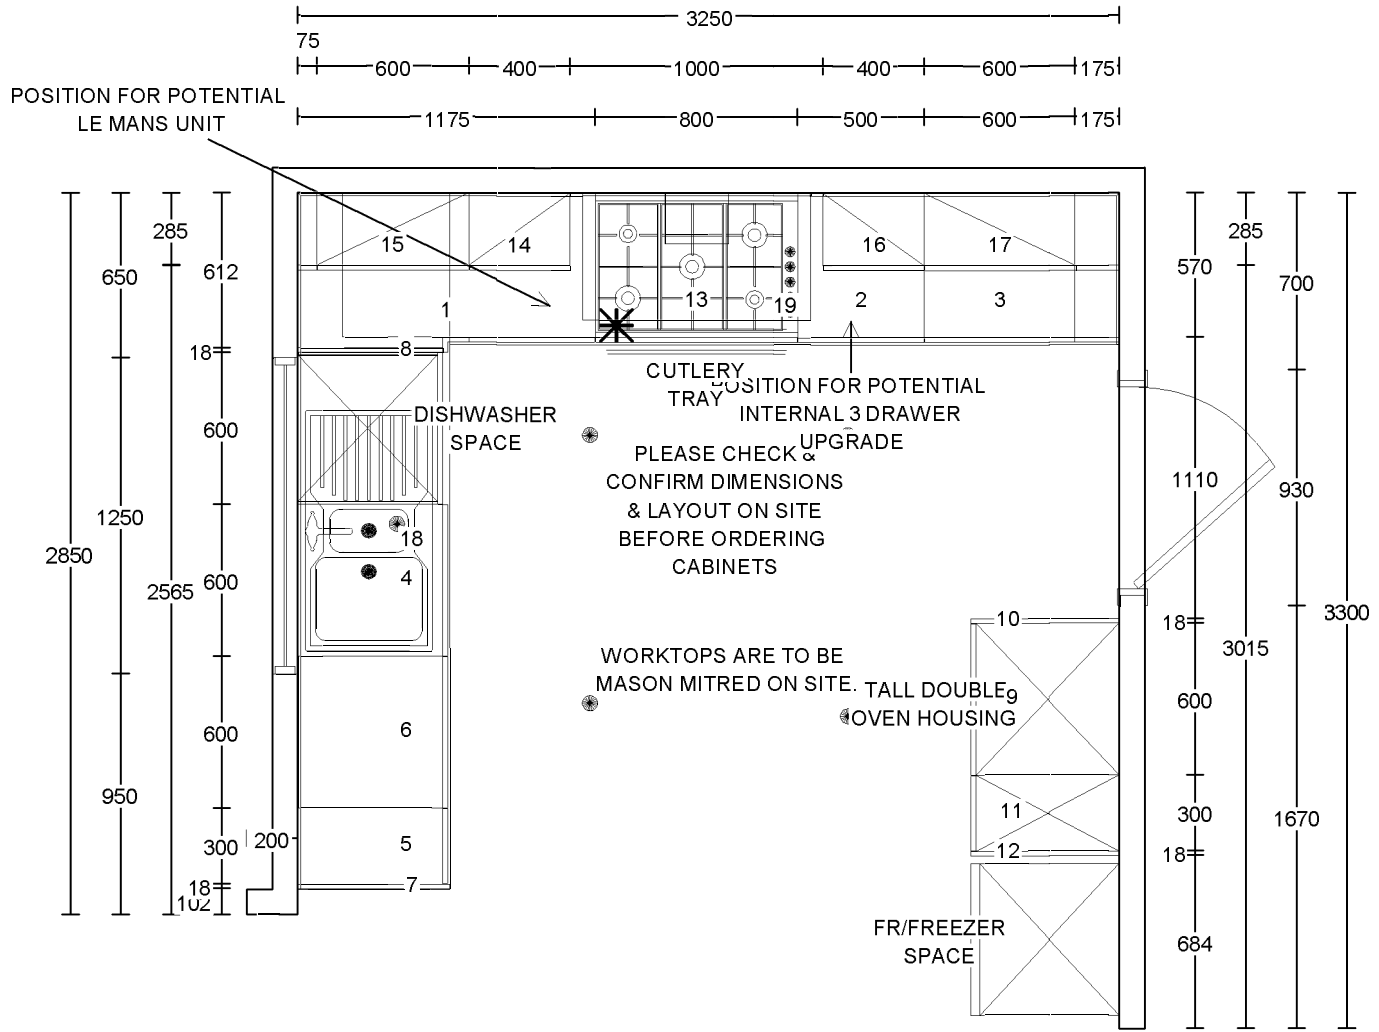 3250
75
600 400 1000 400 600 175
POSITION FOR POTENTIAL
LE MANS UNIT
1175 800 500 600 175
285
650
612
18
600
1250
2850
2565
600
600
950
200
300
18
102
15
14
16
17
1
13
19
2
3
8
CUTLERY
TRAY
POSITION FOR POTENTIAL
INTERNAL 3 DRAWER
UPGRADE
DISHWASHER
SPACE
PLEASE CHECK &
CONFIRM DIMENSIONS
& LAYOUT ON SITE
BEFORE ORDERING
CABINETS
18
4
6
5
7
WORKTOPS ARE TO BE
MASON MITRED ON SITE.
10
TALL DOUBLE
OVEN HOUSING
9
11
12
FR/FREEZER
SPACE
285
570
700
1110
930
18
3300
3015
600
300
1670
18
684